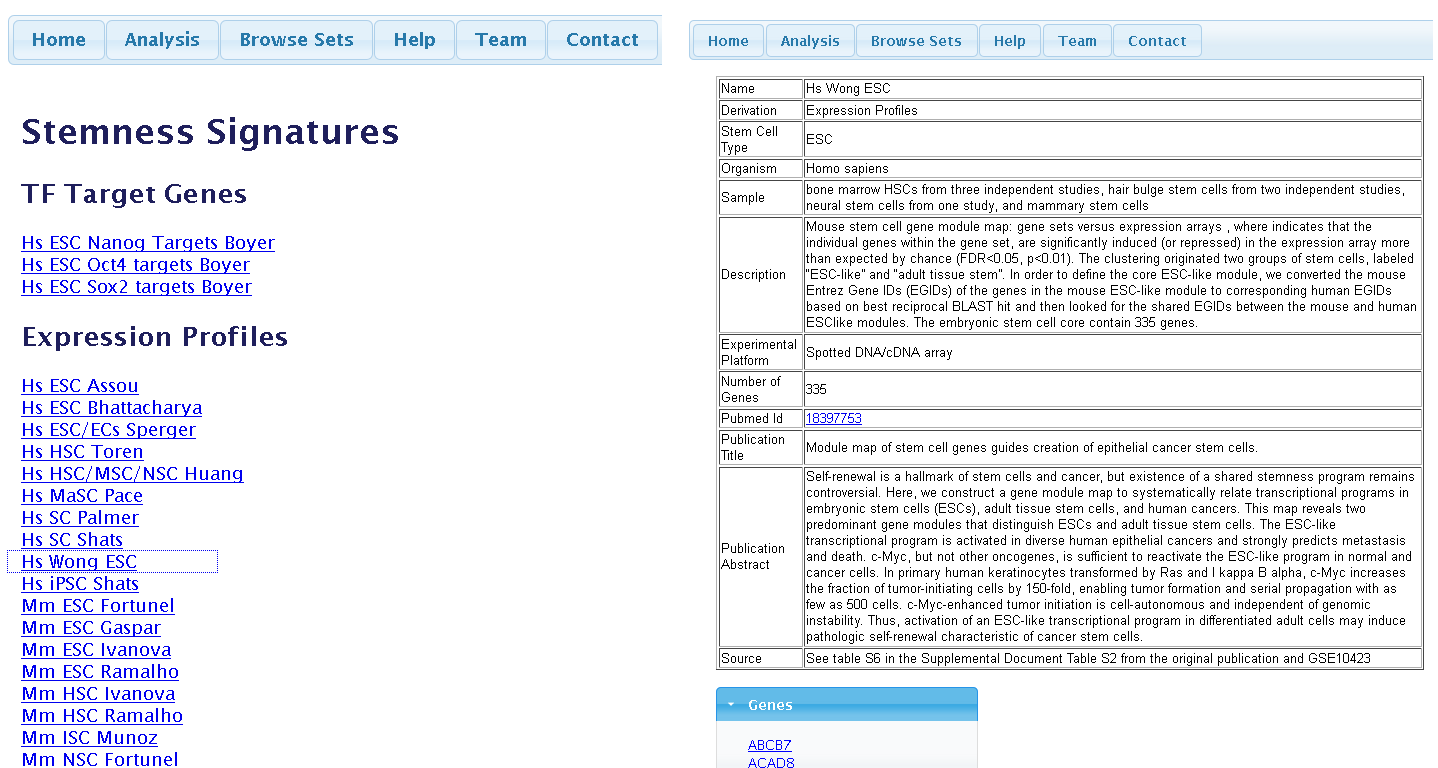 Home Analysis Browse Sets Help Team Contact
Stemness Signatures
TF Target Genes
Hs ESC Nanog Targets Boyer
Hs ESC Oct4 targets Boyer
Hs ESC Sox2 targets Boyer
Expression Profiles
Hs ESC Assou
Hs ESC Bhattacharya
Hs ESC/ECs Sperger
Hs HSC Toren
Hs HSC/MSC/NSC Huang
Hs MaSC Pace
Hs SC Palmer
Hs SC Shats
Hs Wong ESC
Hs iPSC Shats
Mm ESC Fortunel
Mm ESC Gaspar
Mm ESC Ivanova
Mm ESC Ramalho
Mm HSC Ivanova
Mm HSC Ramalho
Mm ISC Munoz
Mm NSC Fortunel
Home Analysis Browse Sets Help Team Contact
Name Hs Wong ESC
Derivation Expression Profiles
Stem Cell
Type
ESC
Organism Homo sapiens
Sample
bone marrow HSCs from three independent studies, hair bulge stem cells from two independent studies,
neural stem cells from one study, and mammary stem cells
Description
Mouse stem cell gene module map: gene sets versus expression arrays , where indicates that the
individual genes within the gene set, are significantly induced (or repressed) in the expression array more
than expected by chance (FDR<0.05, p<0.01). The clustering originated two groups of stem cells, labeled
"ESC-like" and "adult tissue stem". In order to define the core ESC-like module, we converted the mouse
Entrez Gene IDs (EGIDs) of the genes in the mouse ESC-like module to corresponding human EGIDs
based on best reciprocal BLAST hit and then looked for the shared EGIDs between the mouse and human
ESClike modules. The embryonic stem cell core contain 335 genes.
Experimental
Platform
Spotted DNA/cDNA array
Number of
Genes
335
Pubmed Id 18397753
Publication
Title
Module map of stem cell genes guides creation of epithelial cancer stem cells.
Publication
Abstract
Self-renewal is a hallmark of stem cells and cancer, but existence of a shared stemness program remains
controversial. Here, we construct a gene module map to systematically relate transcriptional programs in
embryonic stem cells (ESCs), adult tissue stem cells, and human cancers. This map reveals two
predominant gene modules that distinguish ESCs and adult tissue stem cells. The ESC-like
transcriptional program is activated in diverse human epithelial cancers and strongly predicts metastasis
and death. c-Myc, but not other oncogenes, is sufficient to reactivate the ESC-like program in normal and
cancer cells. In primary human keratinocytes transformed by Ras and I kappa B alpha, c-Myc increases
the fraction of tumor-initiating cells by 150-fold, enabling tumor formation and serial propagation with as
few as 500 cells. c-Myc-enhanced tumor initiation is cell-autonomous and independent of genomic
instability. Thus, activation of an ESC-like transcriptional program in differentiated adult cells may induce
pathologic self-renewal characteristic of cancer stem cells.
Source See table S6 in the Supplemental Document Table S2 from the original publication and GSE10423
Genes
ABCB7
ACAD8